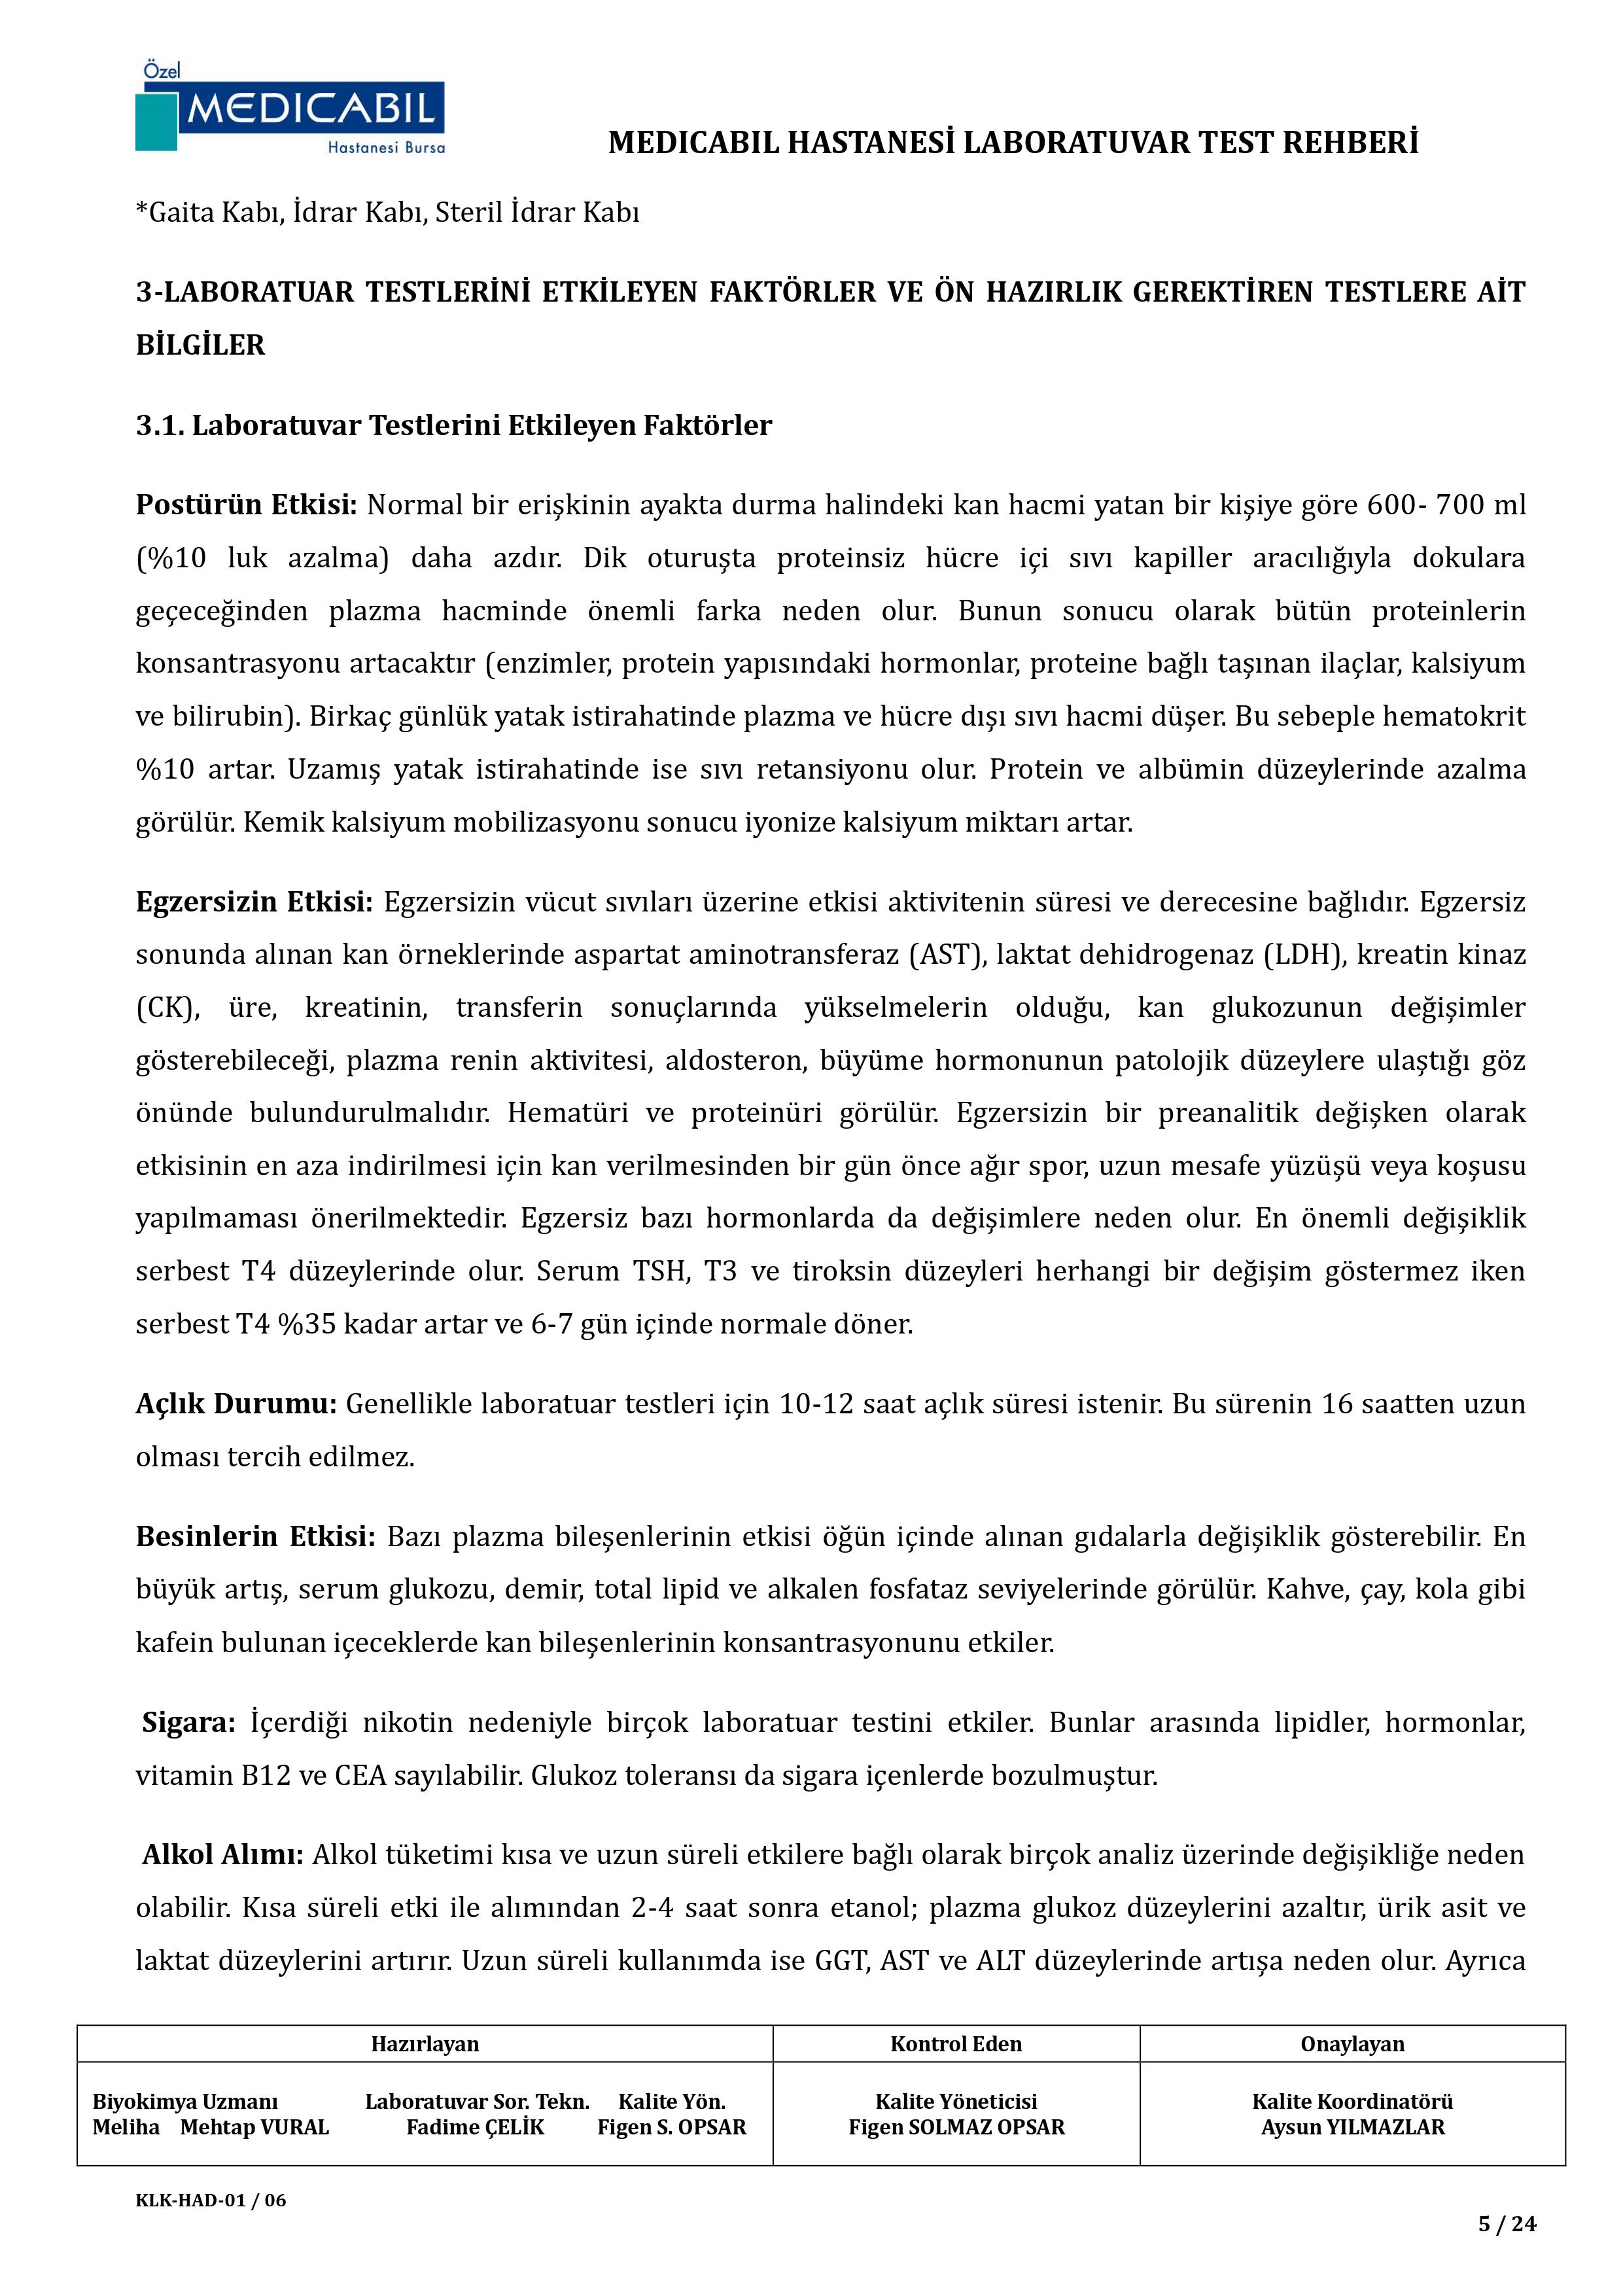 Özel
MEDICABIL
Hastanesi Bursa
MEDICABIL HASTANESİ LABORATUVAR TEST REHBERİ
*Gaita Kabı, İdrar Kabı, Steril İdrar Kabı
3-LABORATUAR TESTLERİNİ ETKİLEYEN FAKTÖRLER VE ÖN HAZIRLIK GEREKTİREN TESTLERE AİT
BİLGİLER
3.1. Laboratuvar Testlerini Etkileyen Faktörler
Postürün Etkisi: Normal bir erişkinin ayakta durma halindeki kan hacmi yatan bir kişiye göre 600- 700 ml
(%10 luk azalma) daha azdır. Dik oturuşta proteinsiz hücre içi sıvı kapiller aracılığıyla dokulara
geçeceğinden plazma hacminde önemli farka neden olur. Bunun sonucu olarak bütün proteinlerin
konsantrasyonu artacaktır (enzimler, protein yapısındaki hormonlar, proteine bağlı taşınan ilaçlar, kalsiyum
ve bilirubin). Birkaç günlük yatak istirahatinde plazma ve hücre dışı sıvı hacmi düşer. Bu sebeple hematokrit
%10 artar. Uzamış yatak istirahatinde ise sıvı retansiyonu olur. Protein ve albümin düzeylerinde azalma
görülür. Kemik kalsiyum mobilizasyonu sonucu iyonize kalsiyum miktarı artar.
Egzersizin Etkisi: Egzersizin vücut sıvıları üzerine etkisi aktivitenin süresi ve derecesine bağlıdır. Egzersiz
sonunda alınan kan örneklerinde aspartat aminotransferaz (AST), laktat dehidrogenaz (LDH), kreatin kinaz
(CK), üre, kreatinin, transferin sonuçlarında yükselmelerin olduğu, kan glukozunun değişimler
gösterebileceği, plazma renin aktivitesi, aldosteron, büyüme hormonunun patolojik düzeylere ulaştığı göz
önünde bulundurulmalıdır. Hematüri ve proteinüri görülür. Egzersizin bir preanalitik değişken olarak
etkisinin en aza indirilmesi için kan verilmesinden bir gün önce ağır spor, uzun mesafe yüzüşü veya koşusu
yapılmaması önerilmektedir. Egzersiz bazı hormonlarda da değişimlere neden olur. En önemli değişiklik
serbest T4 düzeylerinde olur. Serum TSH, T3 ve tiroksin düzeyleri herhangi bir değişim göstermez iken
serbest T4 %35 kadar artar ve 6-7 gün içinde normale döner.
Açlık Durumu: Genellikle laboratuar testleri için 10-12 saat açlık süresi istenir. Bu sürenin 16 saatten uzun
olması tercih edilmez.
Besinlerin Etkisi: Bazı plazma bileşenlerinin etkisi öğün içinde alınan gıdalarla değişiklik gösterebilir. En
büyük artış, serum glukozu, demir, total lipid ve alkalen fosfataz seviyelerinde görülür. Kahve, çay, kola gibi
kafein bulunan içeceklerde kan bileşenlerinin konsantrasyonunu etkiler.
Sigara: İçerdiği nikotin nedeniyle birçok laboratuar testini etkiler. Bunlar arasında lipidler, hormonlar,
vitamin B12 ve CEA sayılabilir. Glukoz toleransı da sigara içenlerde bozulmuştur.
Alkol Alımı: Alkol tüketimi kısa ve uzun süreli etkilere bağlı olarak birçok analiz üzerinde değişikliğe neden
olabilir. Kısa süreli etki ile alımından 2-4 saat sonra etanol; plazma glukoz düzeylerini azaltır, ürik asit ve
laktat düzeylerini artırır. Uzun süreli kullanımda ise GGT, AST ve ALT düzeylerinde artışa neden olur. Ayrıca
Hazırlayan Kontrol Eden Onaylayan
Biyokimya Uzmanı Laboratuvar Sor. Tekn. Kalite Yön. Kalite Yöneticisi Kalite Koordinatörü
Meliha Mehtap VURAL Fadime ÇELİK Figen S. OPSAR Figen SOLMAZ OPSAR Aysun YILMAZLAR
KLK-HAD-01 / 06
5 / 24